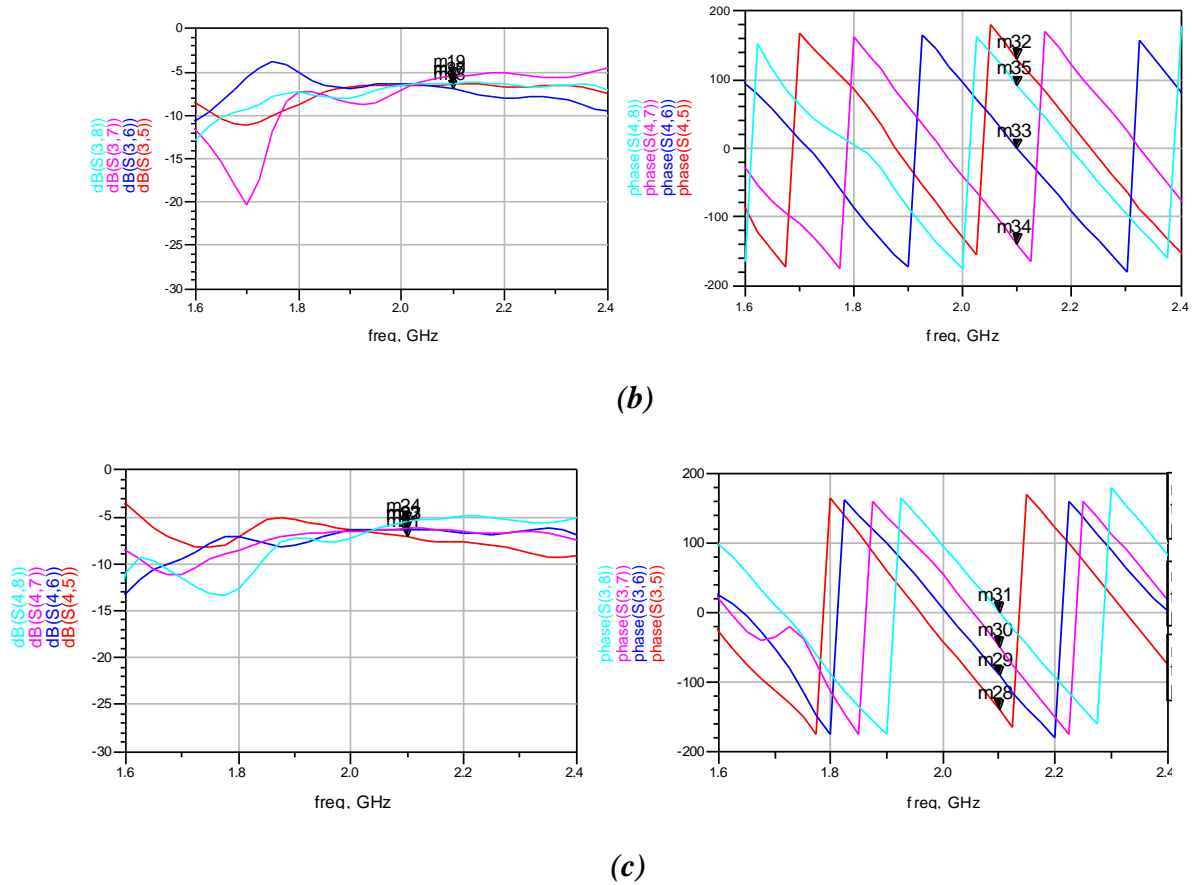 0
-5
-10
-15
-20
-25
-30
1.6
1.8
2.0
2.2
2.4
freq, GHz
dB(S(3,8))
dB(S(3,7))
dB(S(3,6))
dB(S(3,5))
m19
200
100
0
-100
-200
1.6
1.8
2.0
2.2
2.4
freq, GHz
phase(S(4,8))
phase(S(4,7))
phase(S(4,6))
phase(S(4,5))
m32
m35
m33
m34
(b)
0
-5
-10
-15
-20
-25
-30
1.6
1.8
2.0
2.2
2.4
freq, GHz
dB(S(4,8))
dB(S(4,7))
dB(S(4,6))
dB(S(4,5))
m24
200
100
0
-100
-200
1.6
1.8
2.0
2.2
2.4
freq, GHz
phase(S(3,8))
phase(S(3,7))
phase(S(3,6))
phase(S(3,5))
m31
m30
m29
m28
(c)